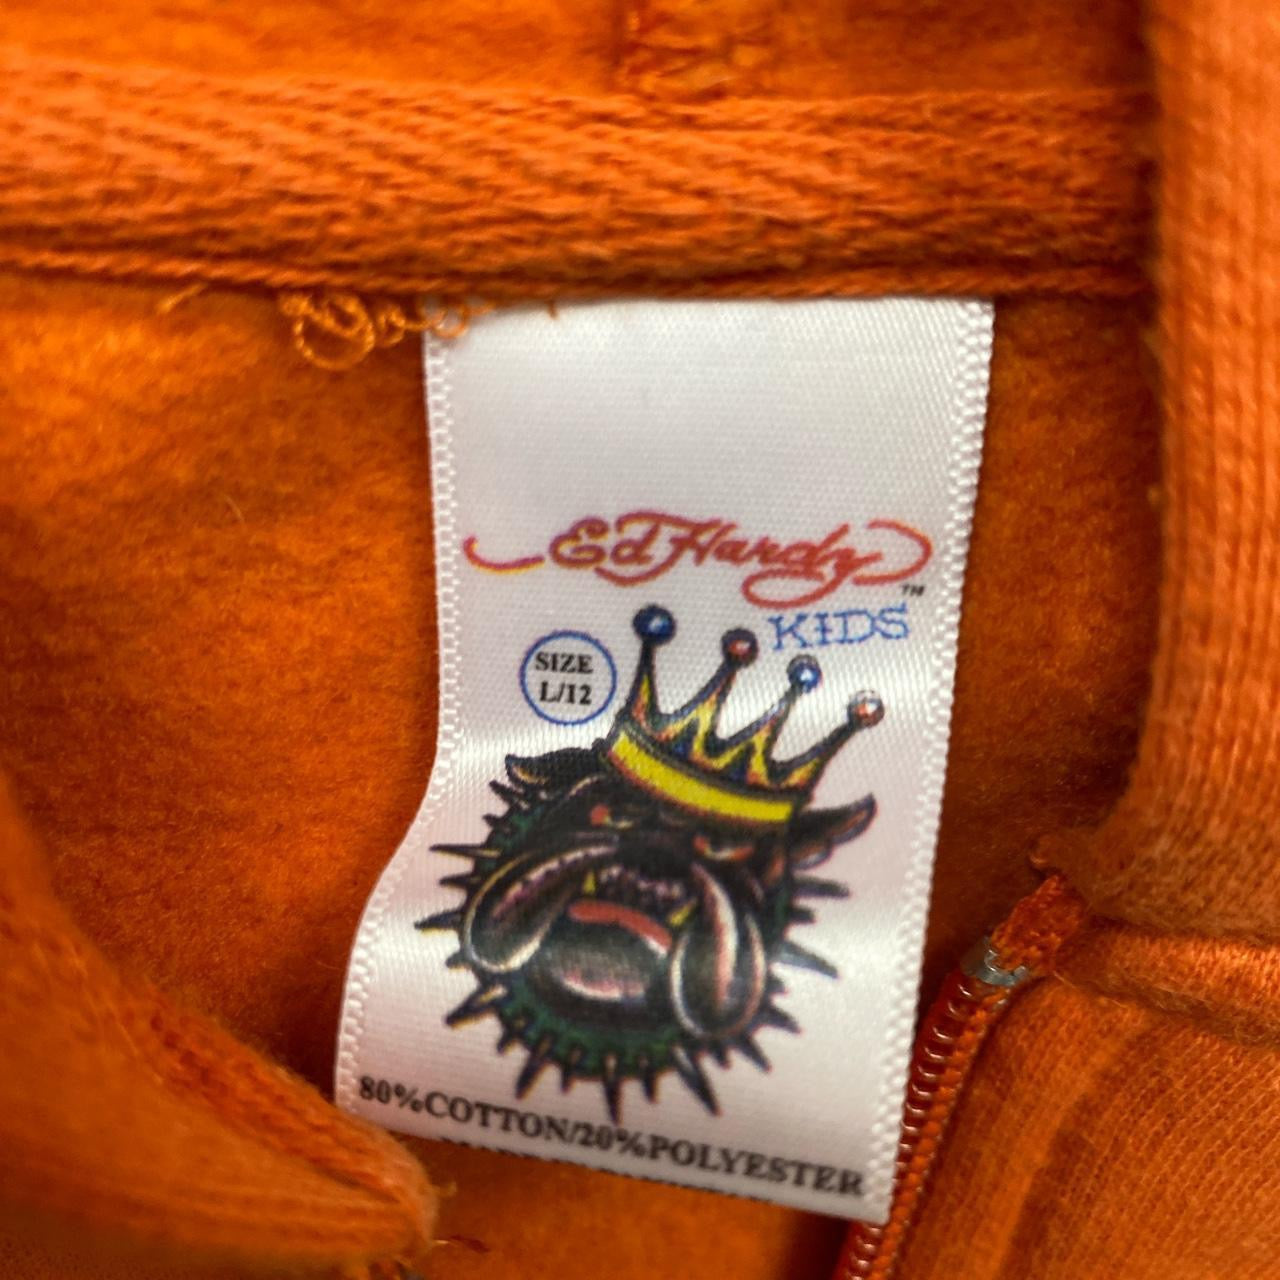 Ed Hardy
™
KIDS
SIZE
L/12
80%COTTON/20%POLYESTER